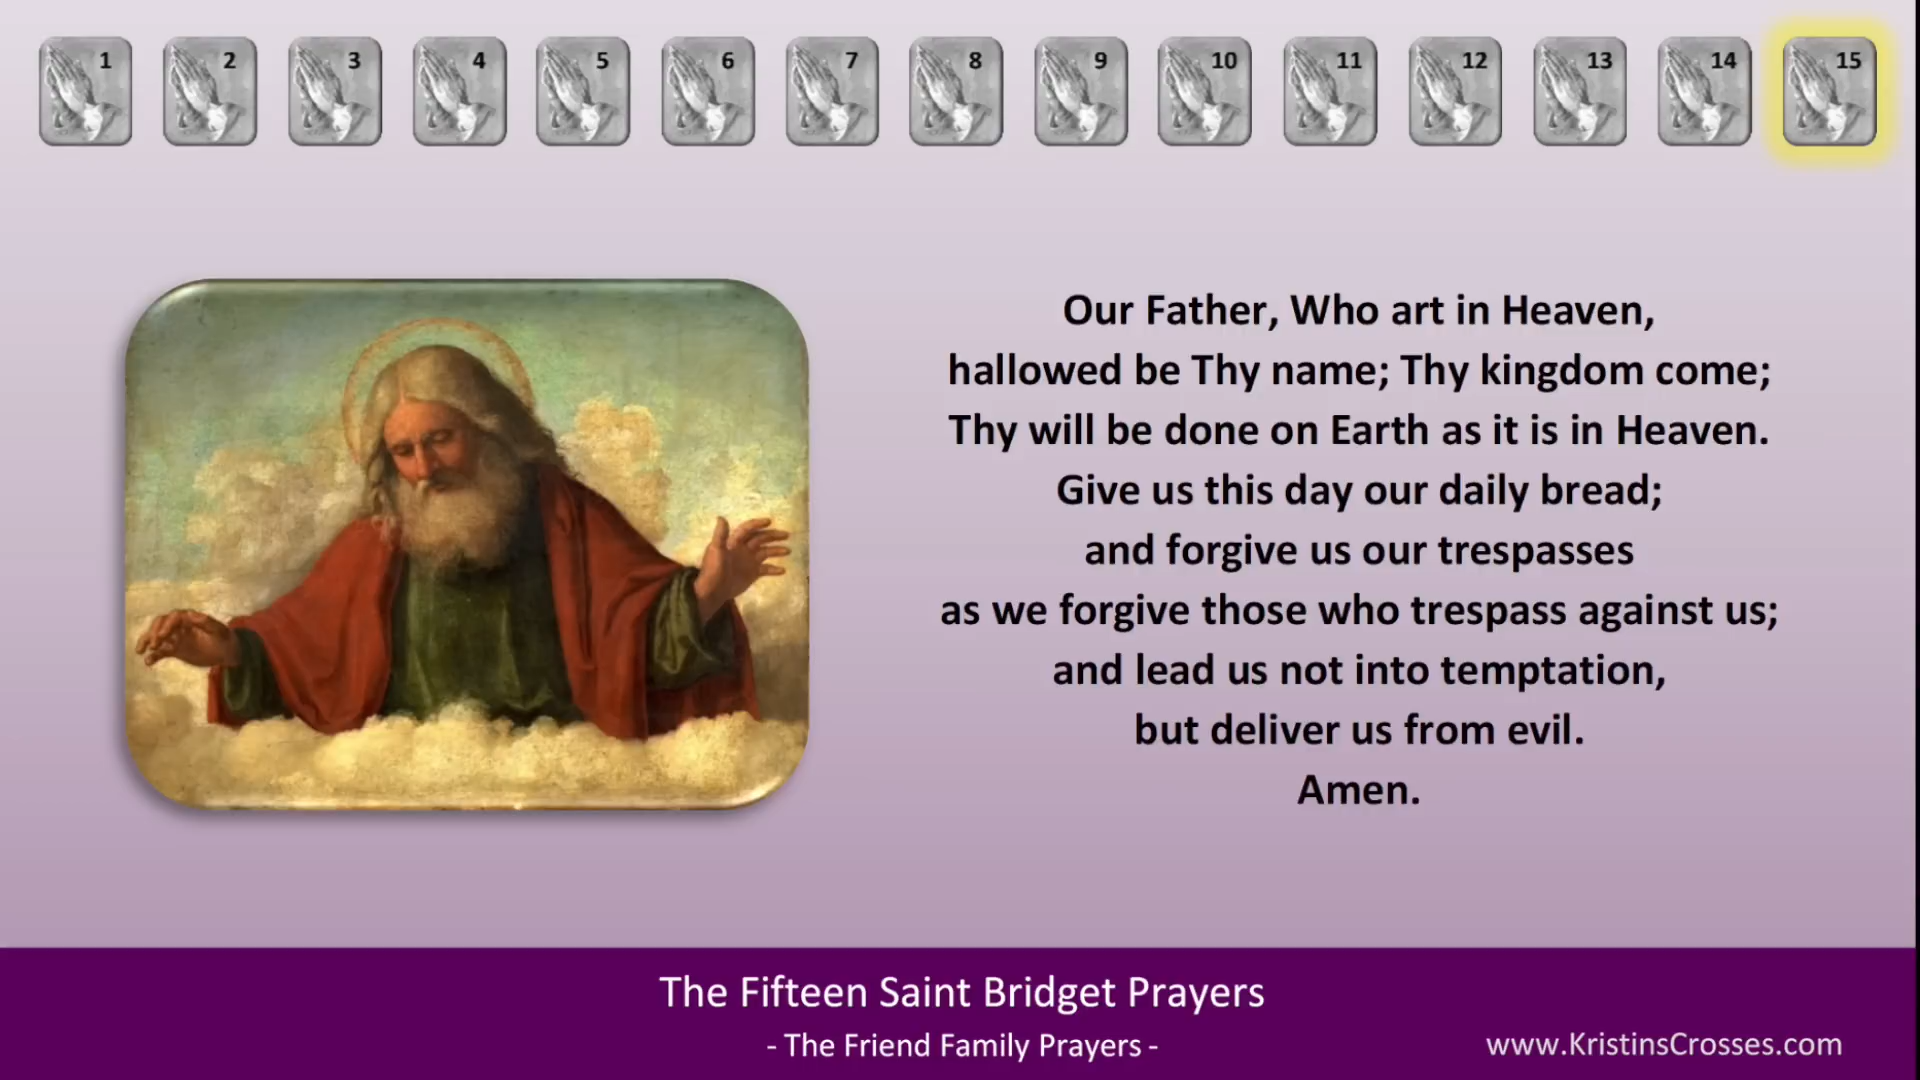 1 2 3 4 5 6 7 8 9 10 11 12 13 14 15
Our Father, Who art in Heaven,
hallowed be Thy name; Thy kingdom come;
Thy will be done on Earth as it is in Heaven.
Give us this day our daily bread;
and forgive us our trespasses
as we forgive those who trespass against us;
and lead us not into temptation,
but deliver us from evil.
Amen.
The Fifteen Saint Bridget Prayers
- The Friend Family Prayers -
www.KristinsCrosses.com